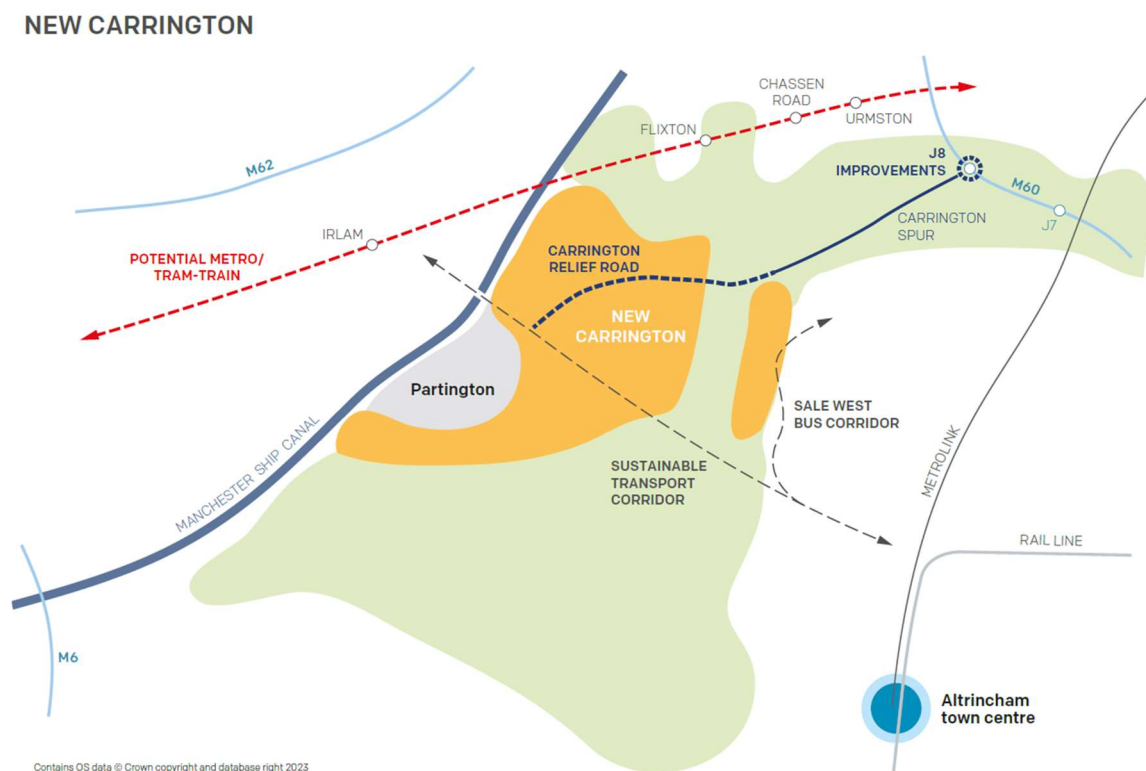 NEW CARRINGTON
CHASSEN
ROAD
URMSTON
FLIXTON
M62
J8
IMPROVEMENTS
M60
J7
CARRINGTON
SPUR
IRLAM
POTENTIAL METRO/
TRAM-TRAIN
CARRINGTON
RELIEF ROAD
NEW
CARRINGTON
Partington
SALE WEST
BUS CORRIDOR
MANCHESTER SHIP CANAL
SUSTAINABLE
TRANSPORT
CORRIDOR
METROLINK
RAIL LINE
M6
Altrincham
town centre
Contains OS data © Crown copyright and database right 2023